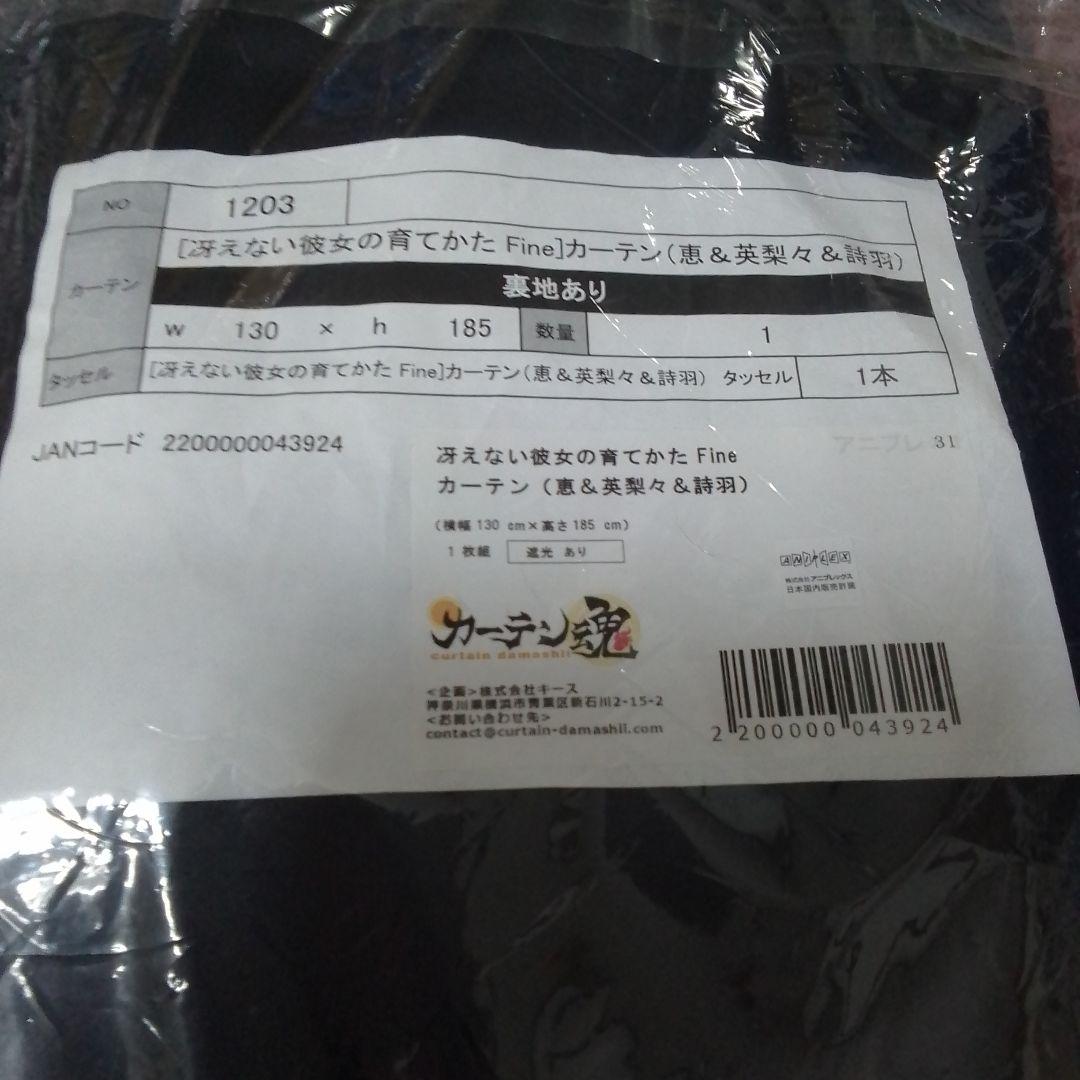 NO 1203
カーテン [冴えない彼女の育てかた Fine]カーテン(恵&英梨々&詩羽)
裏地あり
w 130 × h 185 数量 1
タッセル [冴えない彼女の育てかた Fine]カーテン(恵&英梨々&詩羽) タッセル 1本
JANコード 2200000043924
アニプレ 31
冴えない彼女の育てかた Fine
カーテン (恵&英梨々&詩羽)
(横幅130 cm×高さ185 cm)
1枚組 遮光 あり
ANIPLEX
株式会社アニプレックス
日本国内販売許諾
カーテン魂
curtain damashii
<企画>株式会社キース
神奈川県横浜市青葉区新石川2-15-2
<お問い合わせ先>
contact@curtain-damashii.com
2 200000 043924